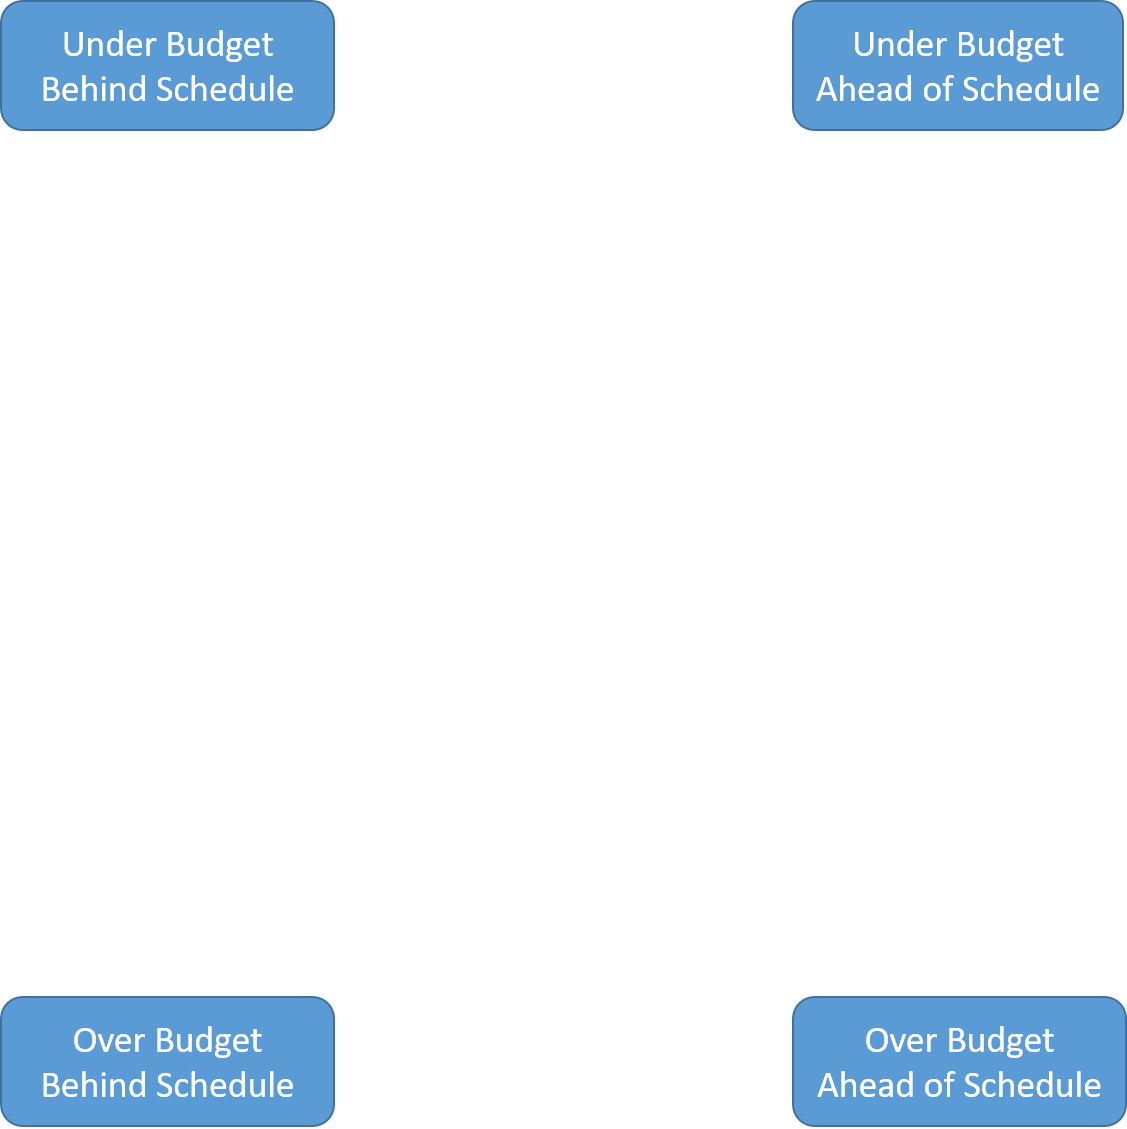 Under Budget
Behind Schedule
Under Budget
Ahead of Schedule
Over Budget
Behind Schedule
Over Budget
Ahead of Schedule